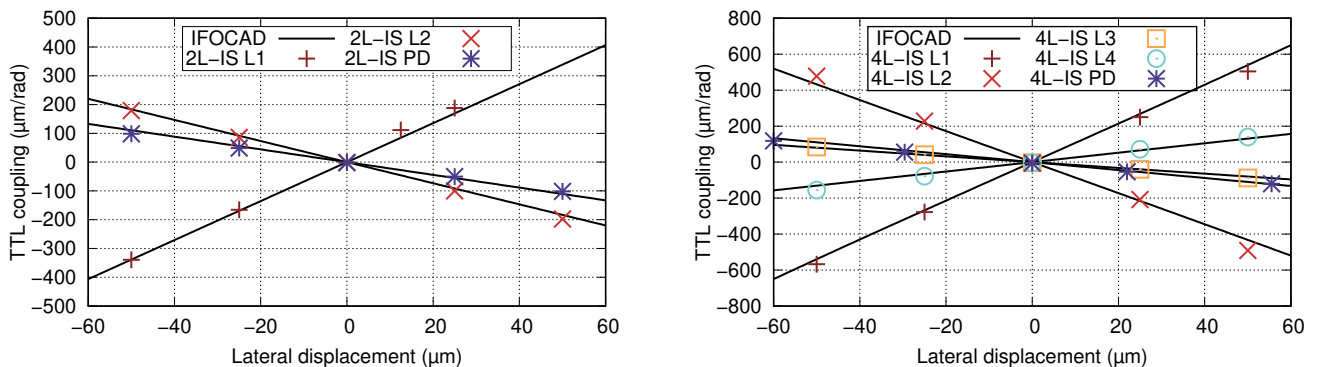 500
400
300
200
100
0
−100
−200
−300
−400
−500
−60 −40 −20 0 20 40 60
TTL coupling (μm/rad)
Lateral displacement (μm)
IFOCAD 2L−IS L2
2L−IS L1 2L−IS PD
800
600
400
200
0
−200
−400
−600
−800
−60 −40 −20 0 20 40 60
TTL coupling (μm/rad)
Lateral displacement (μm)
IFOCAD 4L−IS L3
4L−IS L1 4L−IS L4
4L−IS L2 4L−IS PD